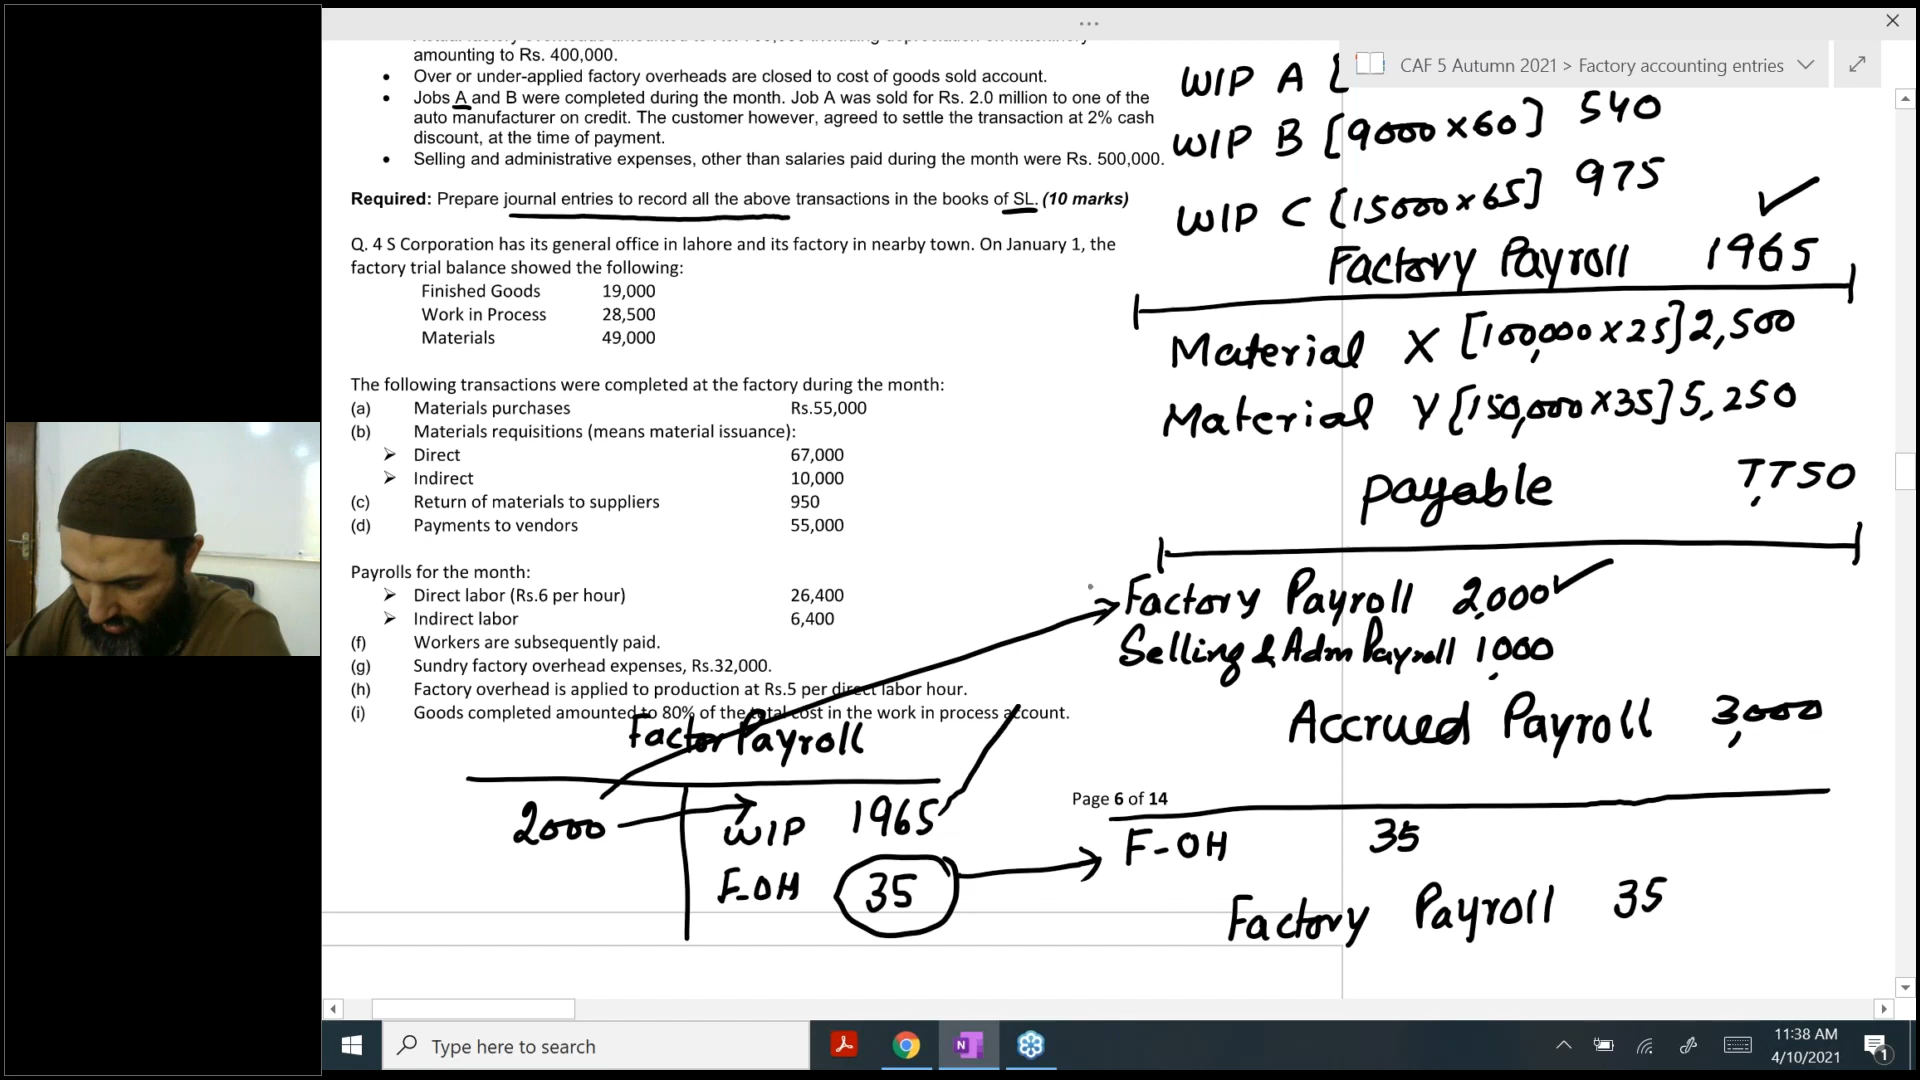 amounting to Rs. 400,000.
• Over or under-applied factory overheads are closed to cost of goods sold account.
• Jobs A and B were completed during the month. Job A was sold for Rs. 2.0 million to one of the
auto manufacturer on credit. The customer however, agreed to settle the transaction at 2% cash
discount, at the time of payment.
• Selling and administrative expenses, other than salaries paid during the month were Rs. 500,000.
Required: Prepare journal entries to record all the above transactions in the books of SL. (10 marks)
Q. 4 S Corporation has its general office in lahore and its factory in nearby town. On January 1, the
factory trial balance showed the following:
Finished Goods 19,000
Work in Process 28,500
Materials 49,000
The following transactions were completed at the factory during the month:
(a) Materials purchases Rs.55,000
(b) Materials requisitions (means material issuance):
➢ Direct 67,000
➢ Indirect 10,000
(c) Return of materials to suppliers 950
(d) Payments to vendors 55,000
Payrolls for the month:
➢ Direct labor (Rs.6 per hour) 26,400
➢ Indirect labor 6,400
(f) Workers are subsequently paid.
(g) Sundry factory overhead expenses, Rs.32,000.
(h) Factory overhead is applied to production at Rs.5 per direct labor hour.
(i) Goods completed amounted to 80% of the total cost in the work in process account.
Factor Payroll
2000 WIP 1965
F-OH 35
Page 6 of 14
CAF 5 Autumn 2021 > Factory accounting entries
WIP A [
WIP B [9000 x 60] 540
WIP C [15000 x 65] 975
Factory Payroll 1965
Material X [100,000 x 25] 2,500
Material Y [150,000 x 35] 5,250
payable 7,750
Factory Payroll 2,000
Selling & Adm Payroll 1,000
Accrued Payroll 3,000
F-OH 35
Factory Payroll 35
Type here to search
N
11:38 AM
4/10/2021
1